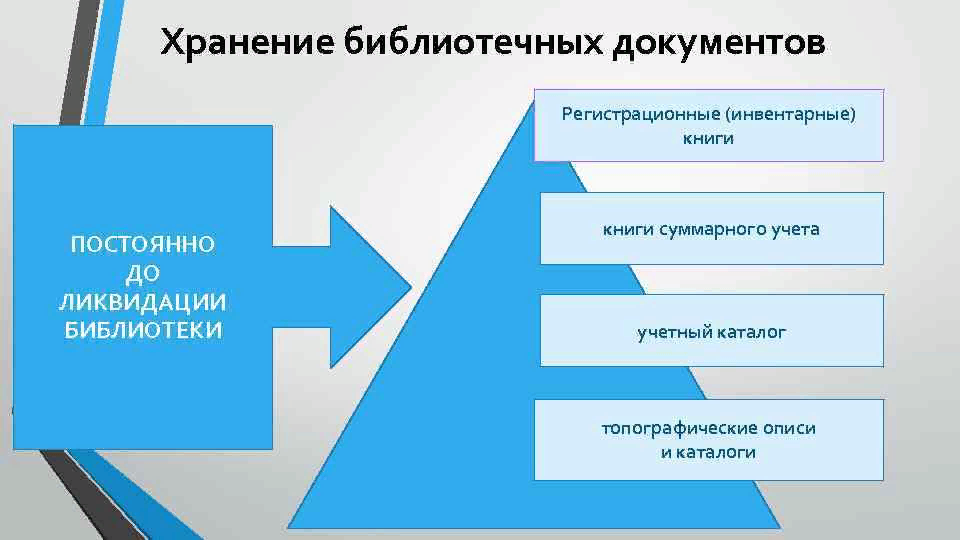 Хранение библиотечных документов
ПОСТОЯННО
ДО
ЛИКВИДАЦИИ
БИБЛИОТЕКИ
Регистрационные (инвентарные)
книги
книги суммарного учета
учетный каталог
топографические описи
и каталоги